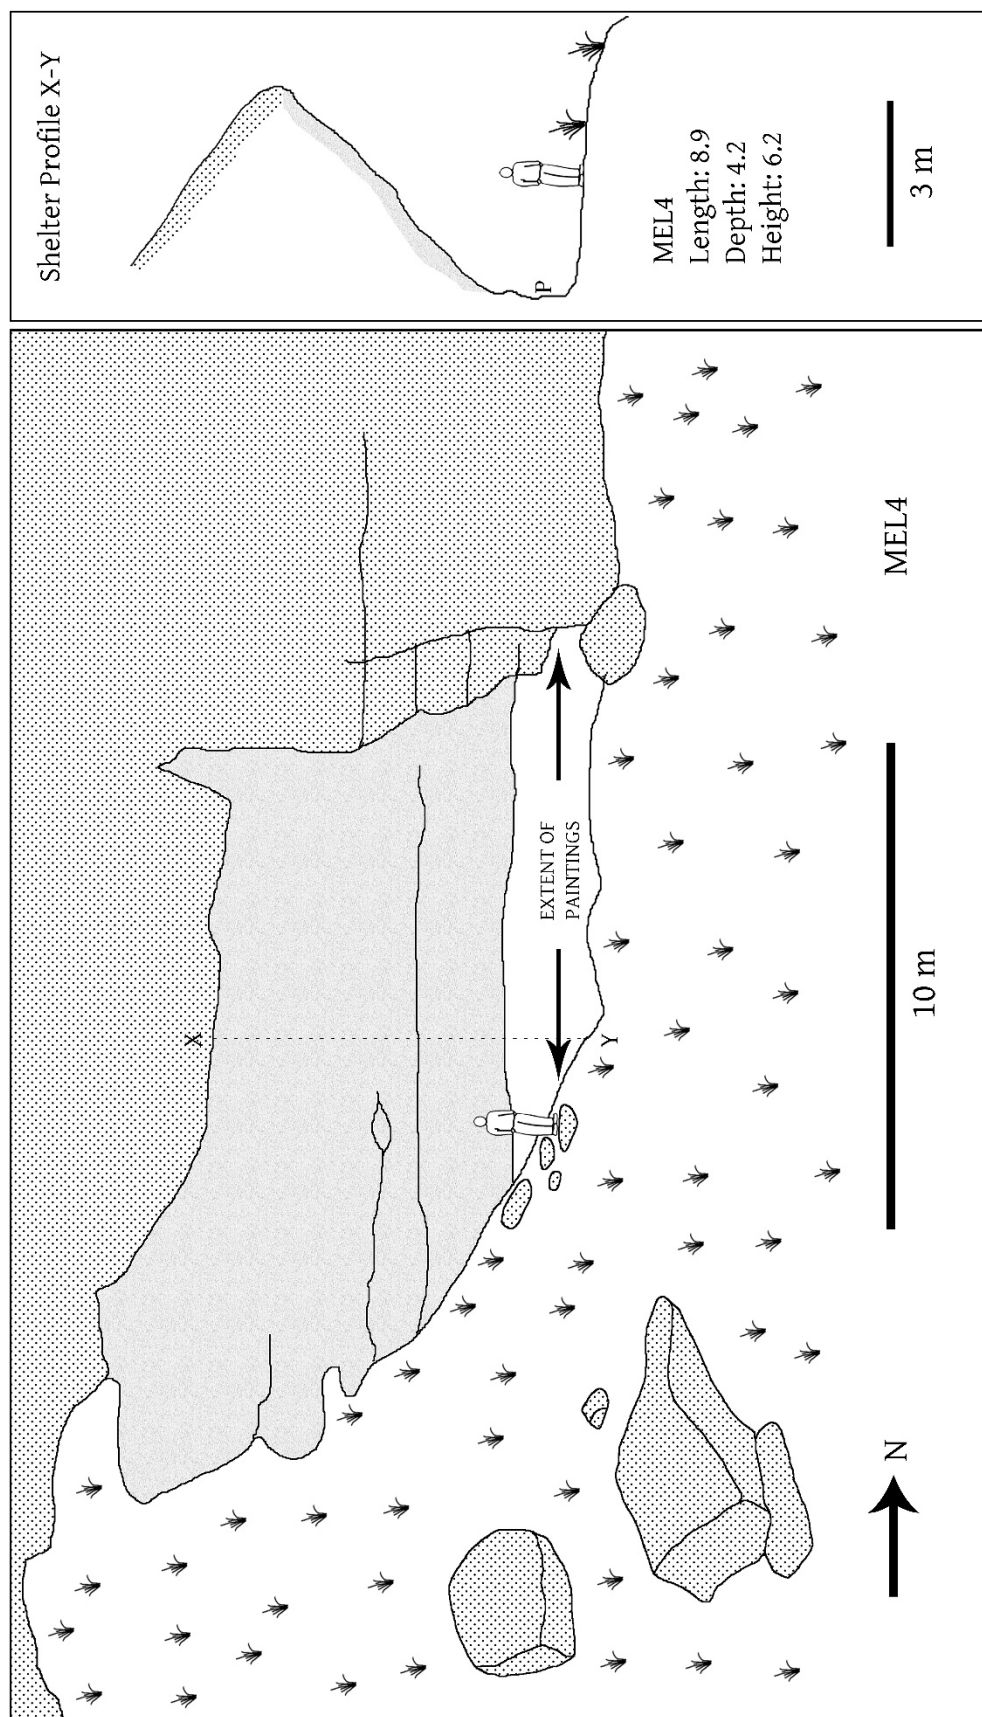 Shelter Profile X-Y
P
MEL4
Length: 8.9
Depth: 4.2
Height: 6.2
3 m
X
Y
EXTENT OF
PAINTINGS
MEL4
10 m
N